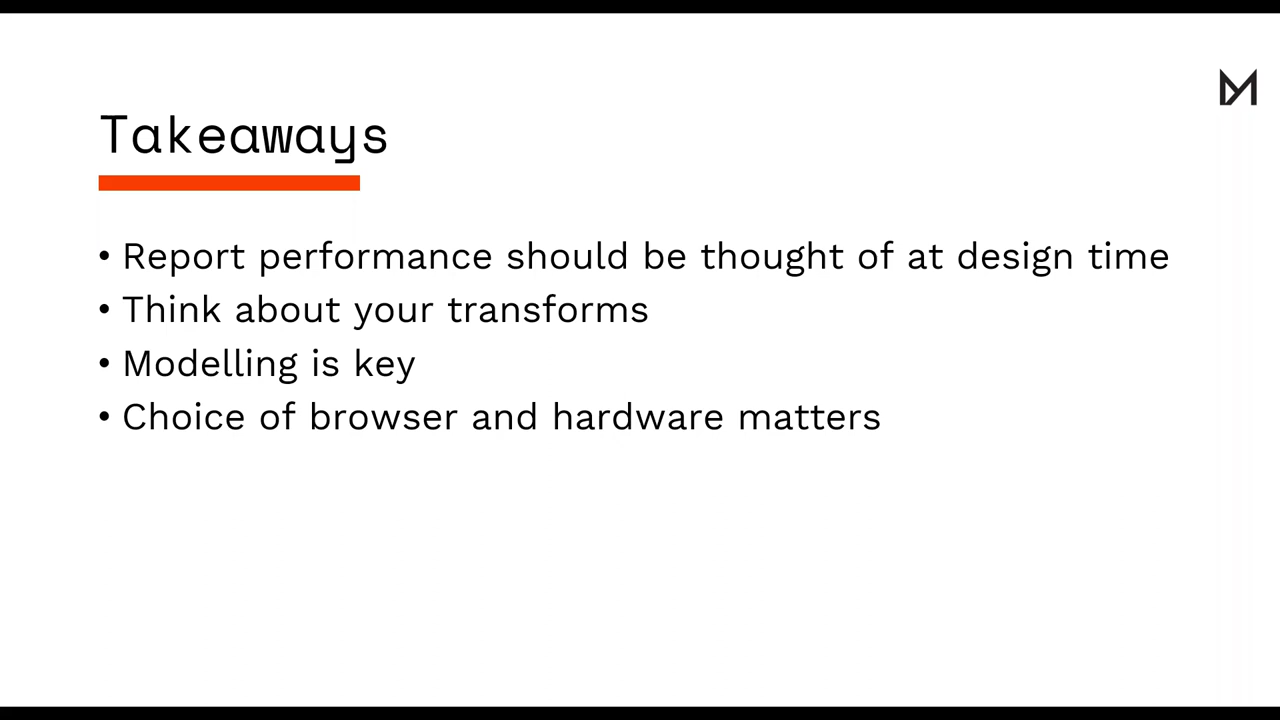 Takeaways
• Report performance should be thought of at design time
• Think about your transforms
• Modelling is key
• Choice of browser and hardware matters